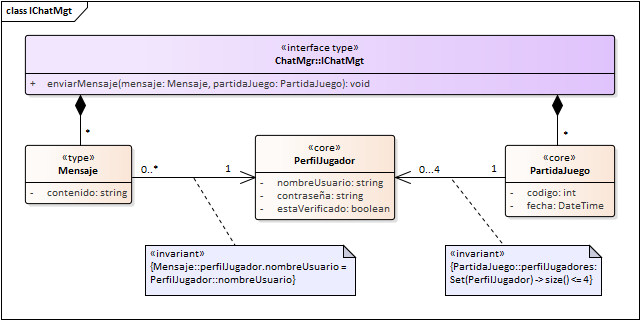 class IChatMgt
«interface type»
ChatMgr::IChatMgt
+ enviarMensaje(mensaje: Mensaje, partidaJuego: PartidaJuego): void
* *
«type»
Mensaje
- contenido: string
0..* 1
«core»
PerfilJugador
- nombreUsuario: string
- contraseña: string
- estaVerificado: boolean
0...4 1
«core»
PartidaJuego
- codigo: int
- fecha: DateTime
«invariant»
{Mensaje::perfilJugador.nombreUsuario =
PerfilJugador::nombreUsuario}
«invariant»
{PartidaJuego::perfilJugadores:
Set(PerfilJugador) -> size() <= 4}